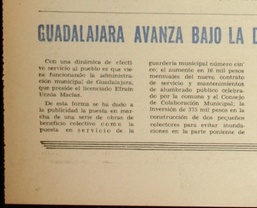 GUADALAJARA AVANZA BAJO LA D
Con una dinámica de efecti
vo servicio al pueblo es que vie-
ne funcionando la administra-
ción municipal de Guadalajara,
que preside el licenciado Efraín
Urzúa Macías.
De esta forma se ha dado a
la publicidad la puesta en mar-
cha de una serie de obras de
beneficio colectivo como la
puesta en servicio de la
guardería municipal número cin-
co; el aumento en 10 mil pesos
mensuales del nuevo contrato
de servicio y mantenimientos
de alumbrado público celebra-
do por la comuna y el Consejo
de Colaboración Municipal, la
inversión de 375 mil pesos en la
construcción de dos pequeños
colectores para evitar inunda-
ciones en la parte poniente de